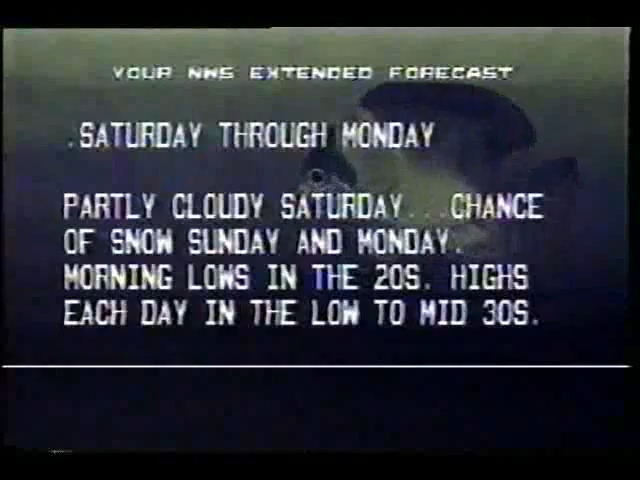 YOUR NWS EXTENDED FORECAST
.SATURDAY THROUGH MONDAY
PARTLY CLOUDY SATURDAY...CHANCE
OF SNOW SUNDAY AND MONDAY.
MORNING LOWS IN THE 20S. HIGHS
EACH DAY IN THE LOW TO MID 30S.